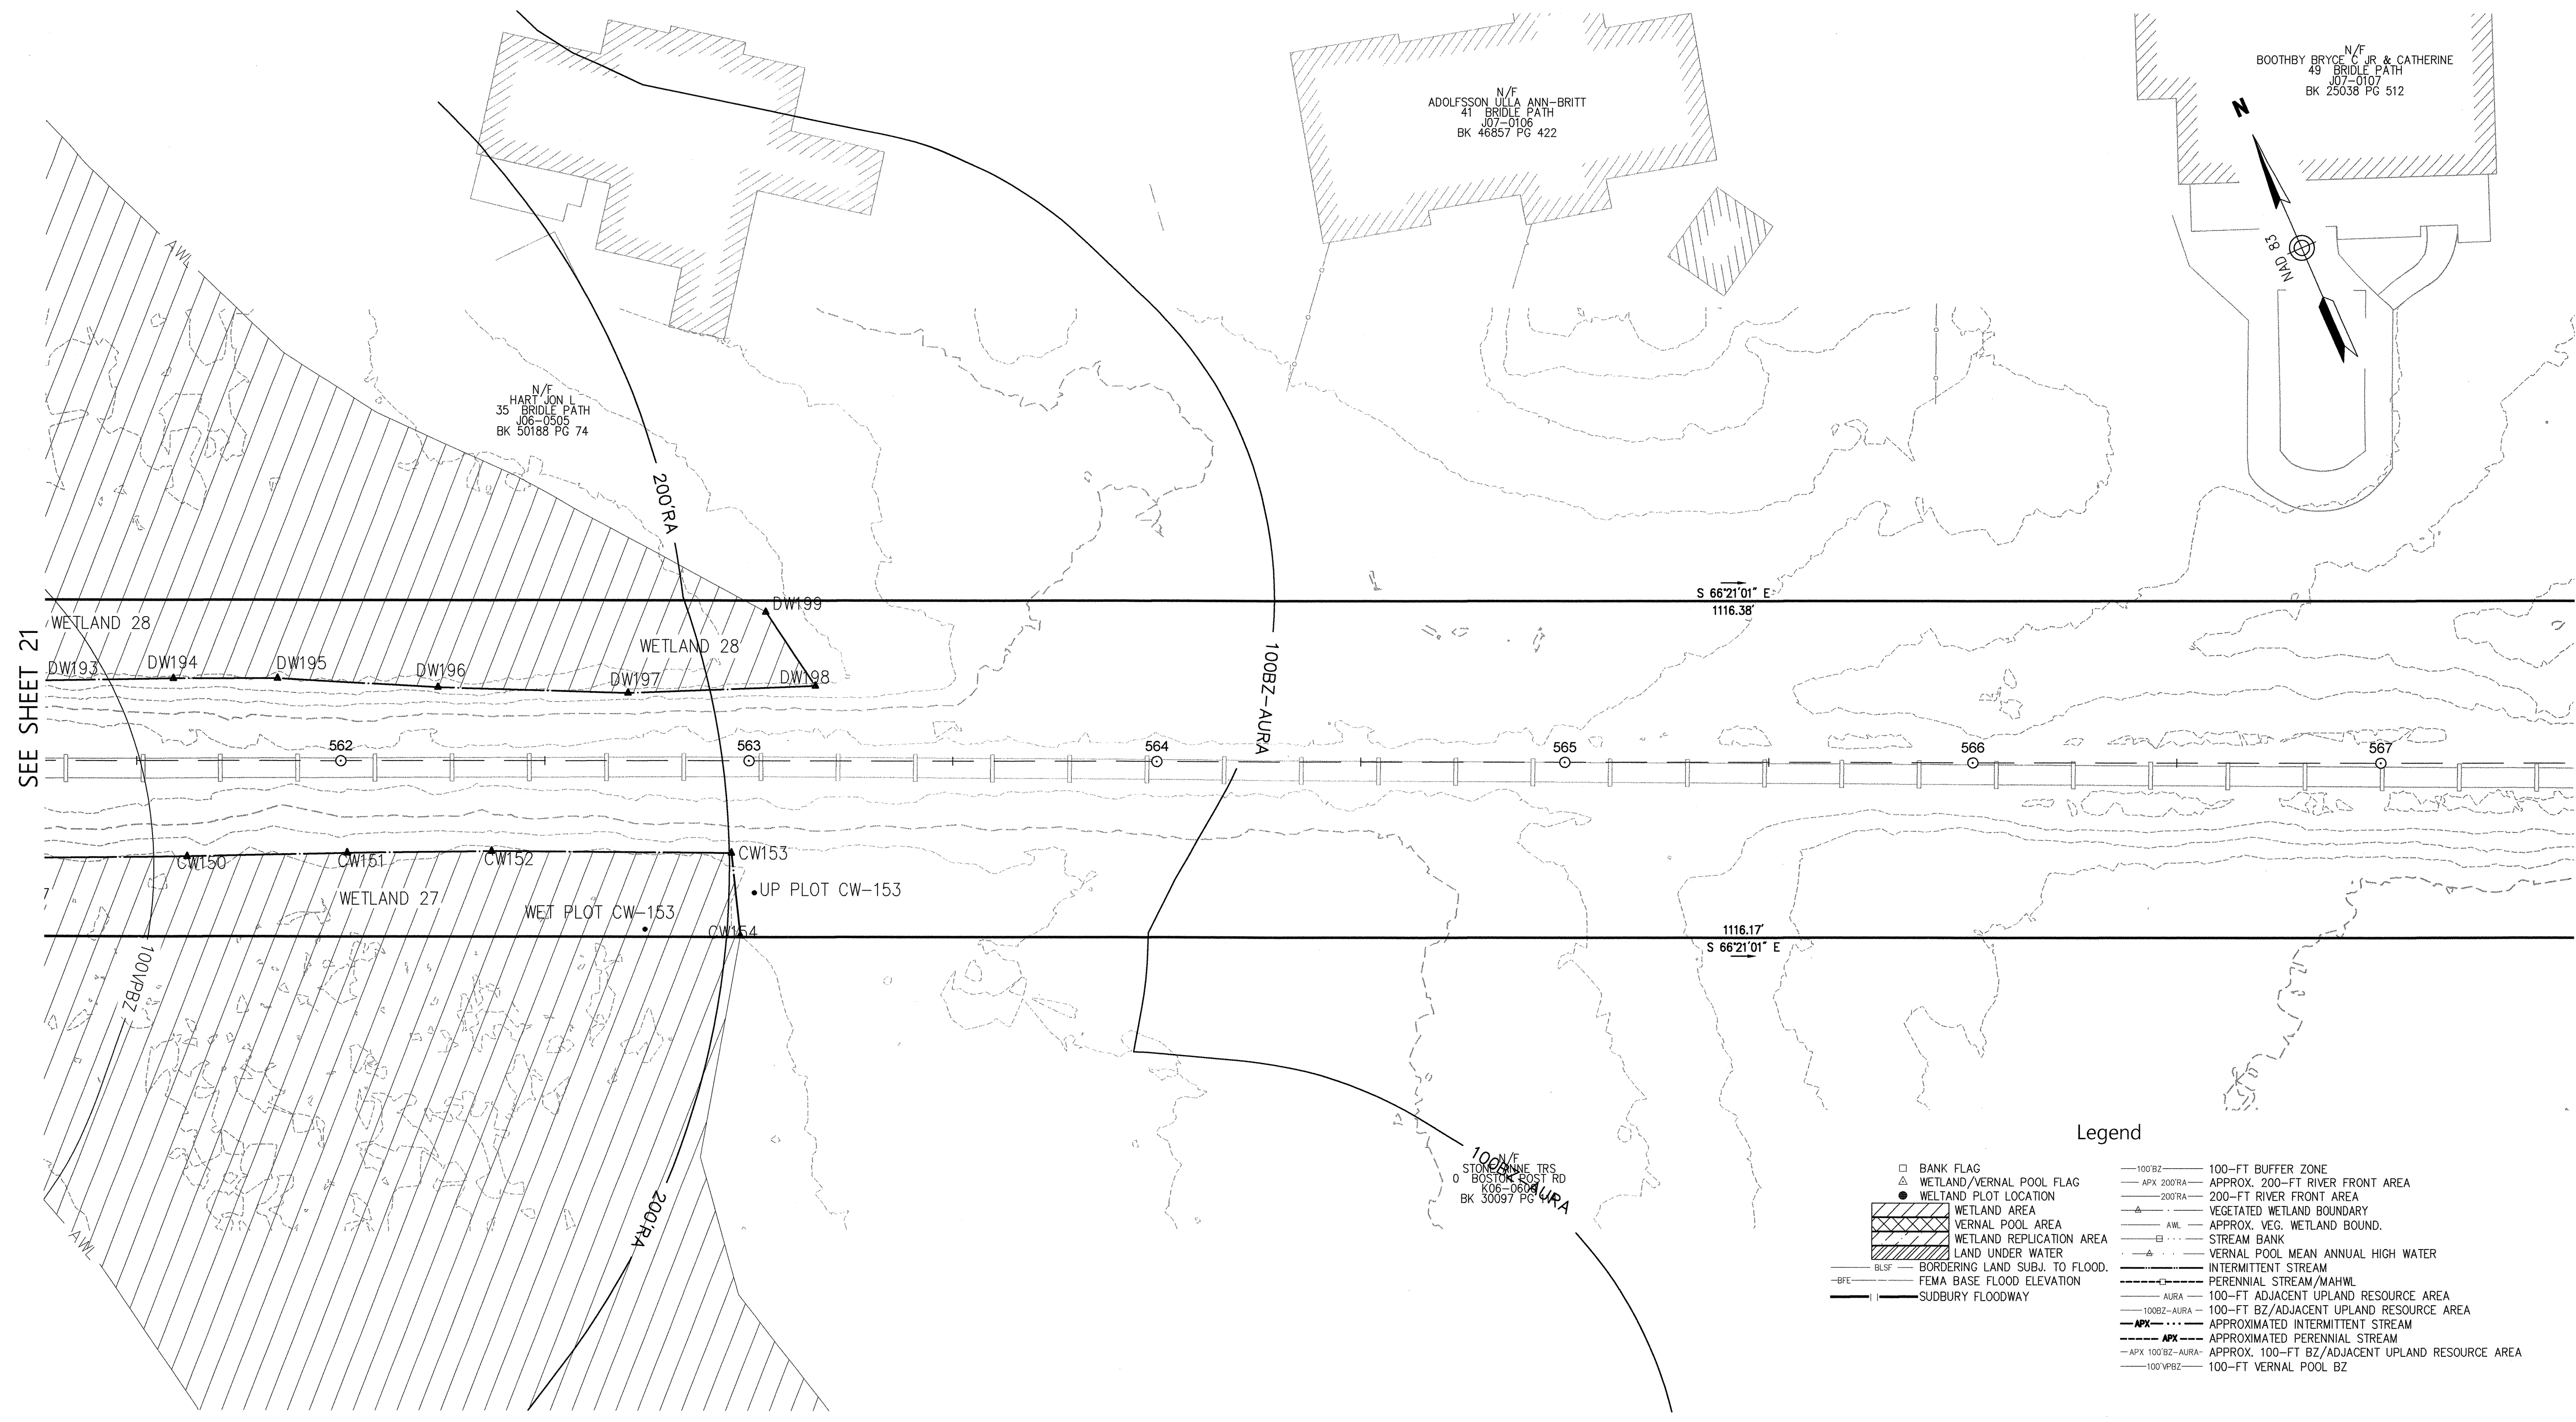 N/F
BOOTHBY BRYCE C JR & CATHERINE
49 BRIDLE PATH
J07-0107
BK 25038 PG 512
N
NAD 83
N/F
ADOLFSSON ULLA ANN-BRITT
41 BRIDLE PATH
J07-0106
BK 46857 PG 422
AWL
N/F
HART JON L
35 BRIDLE PATH
J06-0505
BK 50188 PG 74
200'RA
S 66°21'01" E
1116.38'
SEE SHEET 21
WETLAND 28
WETLAND 28
DW193
DW194
DW195
DW196
DW197
DW198
DW199
100BZ-AURA
562
563
564
565
566
567
CW150
CW151
CW152
CW153
7
WETLAND 27
WET PLOT CW-153
UP PLOT CW-153
CW154
1116.17'
S 66°21'01" E
100'VPBZ
200'RA
AWL
N/F
STONE ANNE TRS
0 BOSTON POST RD
BK 30097 PG
100BZ-AURA
Legend
BANK FLAG
WETLAND/VERNAL POOL FLAG
WELTAND PLOT LOCATION
WETLAND AREA
VERNAL POOL AREA
WETLAND REPLICATION AREA
LAND UNDER WATER
BLSF BORDERING LAND SUBJ. TO FLOOD.
BFE FEMA BASE FLOOD ELEVATION
SUDBURY FLOODWAY
100'BZ 100-FT BUFFER ZONE
APX 200'RA APPROX. 200-FT RIVER FRONT AREA
200'RA 200-FT RIVER FRONT AREA
VEGETATED WETLAND BOUNDARY
AWL APPROX. VEG. WETLAND BOUND.
STREAM BANK
VERNAL POOL MEAN ANNUAL HIGH WATER
INTERMITTENT STREAM
PERENNIAL STREAM/MAHWL
AURA 100-FT ADJACENT UPLAND RESOURCE AREA
100BZ-AURA 100-FT BZ/ADJACENT UPLAND RESOURCE AREA
APX APPROXIMATED INTERMITTENT STREAM
APX APPROXIMATED PERENNIAL STREAM
APX 100'BZ-AURA APPROX. 100-FT BZ/ADJACENT UPLAND RESOURCE AREA
100'VPBZ 100-FT VERNAL POOL BZ